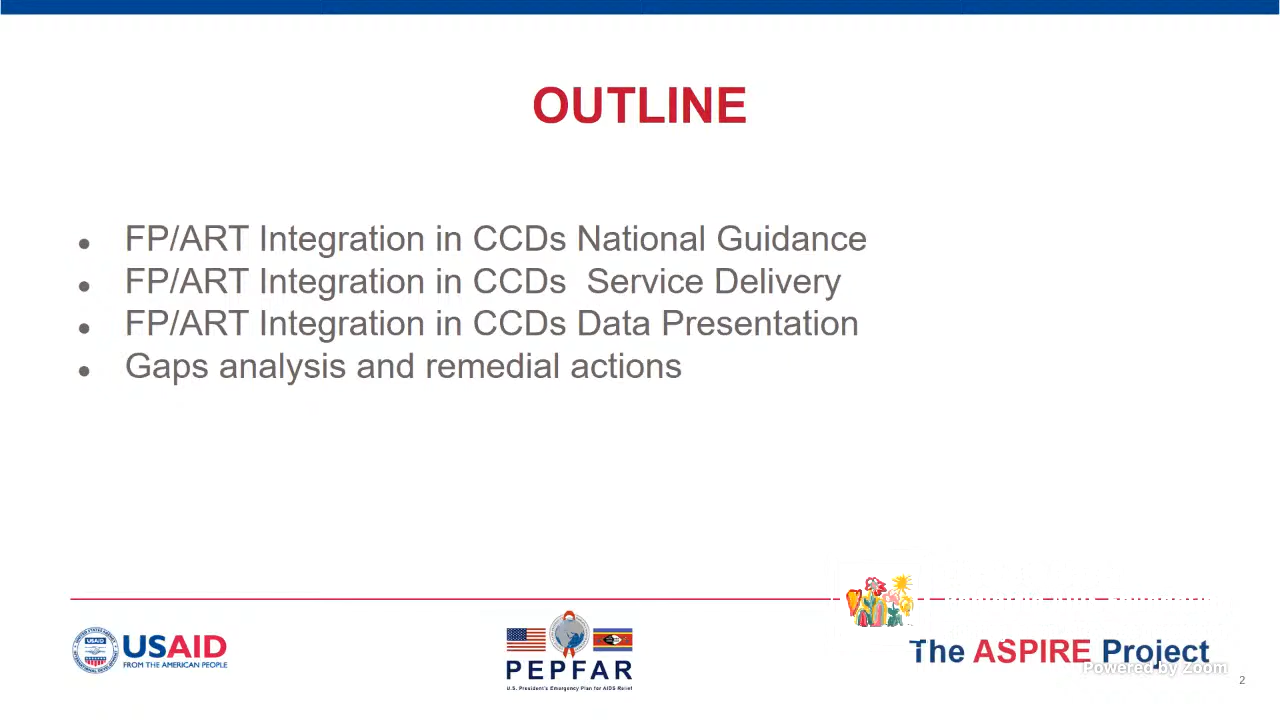 OUTLINE
● FP/ART Integration in CCDs National Guidance
● FP/ART Integration in CCDs  Service Delivery
● FP/ART Integration in CCDs Data Presentation
● Gaps analysis and remedial actions
USAID
USAID
FROM THE AMERICAN PEOPLE
PEPFAR
U.S. President's Emergency Plan for AIDS Relief
The ASPIRE Project
Powered by Zoom
2